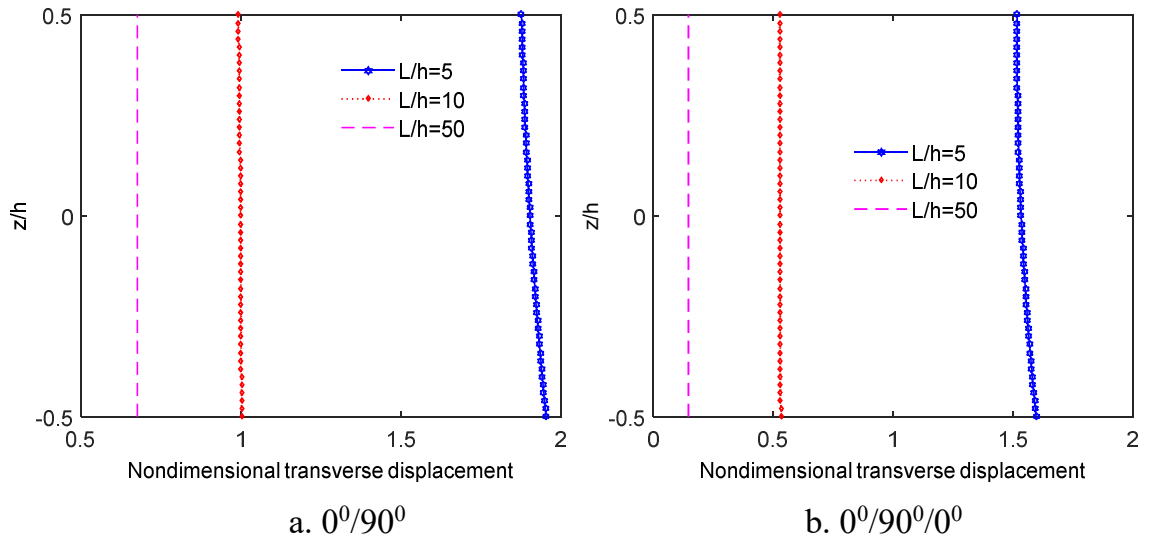 0.5
L/h=5
L/h=10
L/h=50
0
z/h
-0.5
0.5
1
1.5
2
Nondimensional transverse displacement
a. 0⁰/90⁰
0.5
L/h=5
L/h=10
L/h=50
0
z/h
-0.5
0
0.5
1
1.5
2
Nondimensional transverse displacement
b. 0⁰/90⁰/0⁰